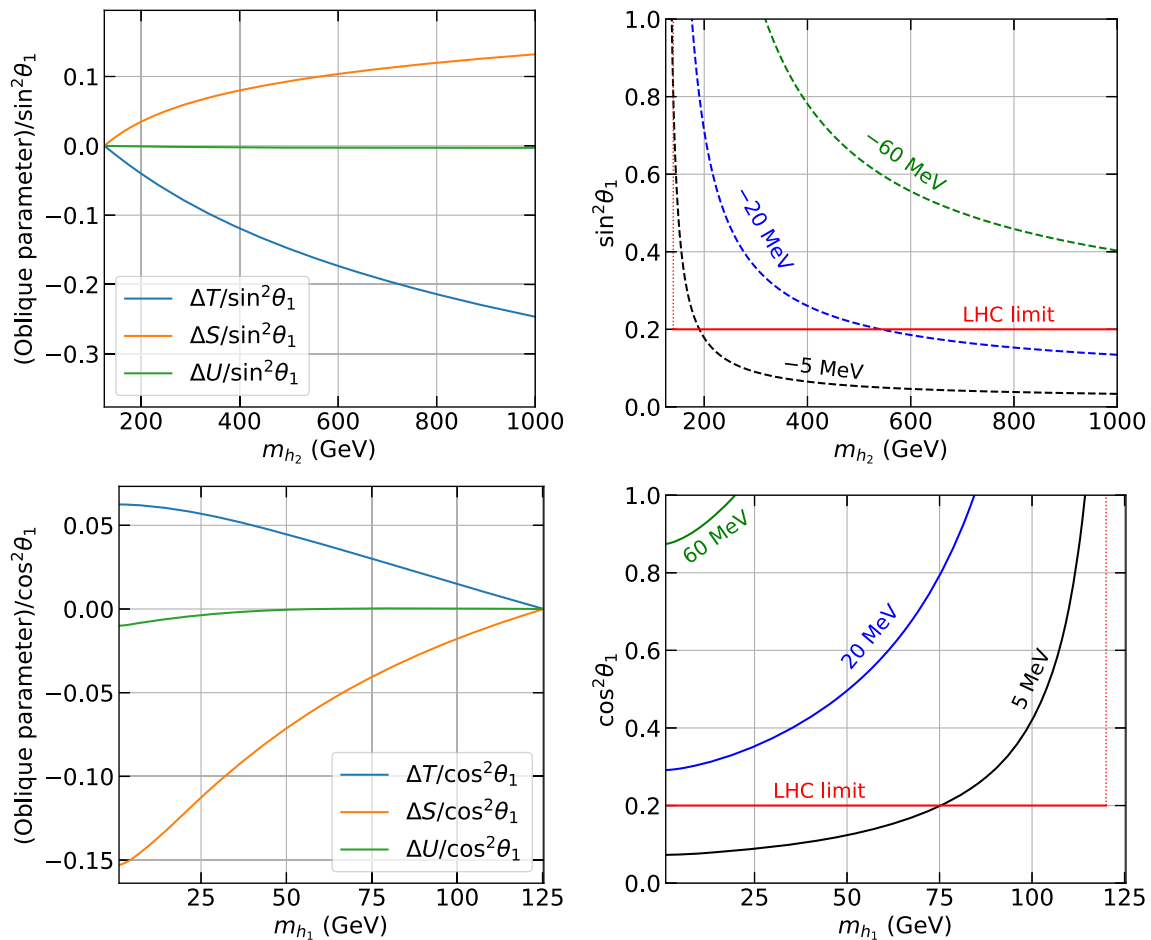 (Oblique parameter)/sin²θ₁
0.1
0.0
−0.1
−0.2
−0.3
ΔT/sin²θ₁
ΔS/sin²θ₁
ΔU/sin²θ₁
200
400
600
800
1000
m_{h₂} (GeV)
sin²θ₁
1.0
0.8
0.6
0.4
0.2
0.0
−60 MeV
−20 MeV
LHC limit
−5 MeV
200
400
600
800
1000
m_{h₂} (GeV)
(Oblique parameter)/cos²θ₁
0.05
0.00
−0.05
−0.10
−0.15
ΔT/cos²θ₁
ΔS/cos²θ₁
ΔU/cos²θ₁
25
50
75
100
125
m_{h₁} (GeV)
cos²θ₁
1.0
0.8
0.6
0.4
0.2
0.0
60 MeV
20 MeV
5 MeV
LHC limit
25
50
75
100
125
m_{h₁} (GeV)